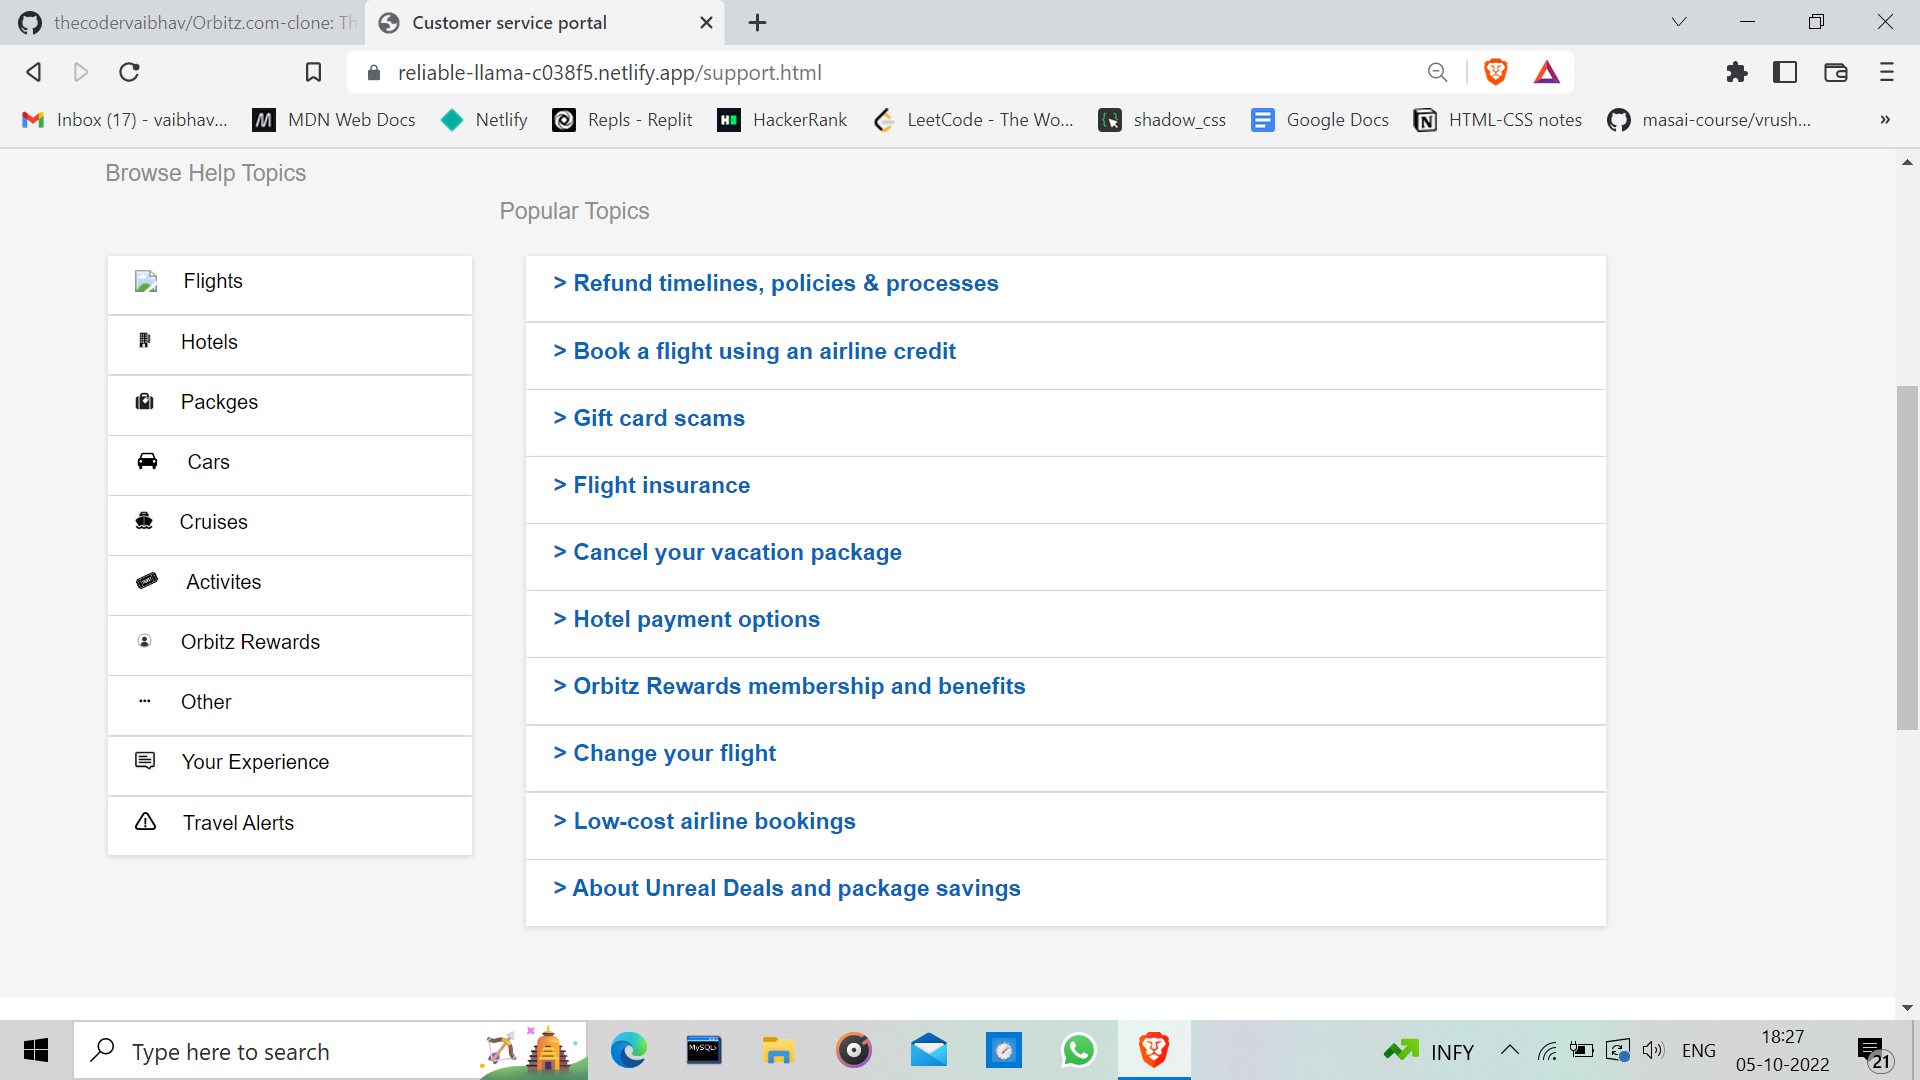 thecodervaibhav/Orbitz.com-clone: Th
Customer service portal
reliable-llama-c038f5.netlify.app/support.html
Inbox (17) - vaibhav...
MDN Web Docs
Netlify
Repls - Replit
HackerRank
LeetCode - The Wo...
shadow_css
Google Docs
HTML-CSS notes
masai-course/vrush...
»
Browse Help Topics
Popular Topics
Flights
Hotels
Packges
Cars
Cruises
Activites
Orbitz Rewards
Other
Your Experience
Travel Alerts
> Refund timelines, policies & processes
> Book a flight using an airline credit
> Gift card scams
> Flight insurance
> Cancel your vacation package
> Hotel payment options
> Orbitz Rewards membership and benefits
> Change your flight
> Low-cost airline bookings
> About Unreal Deals and package savings
Type here to search
MySQL>
INFY
ENG
18:27
05-10-2022
21